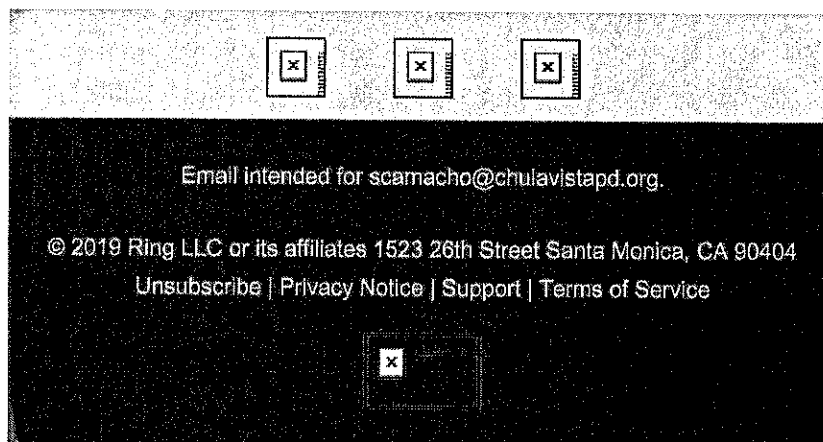 Email intended for scamacho@chulavistapd.org.
© 2019 Ring LLC or its affiliates 1523 26th Street Santa Monica, CA 90404
Unsubscribe | Privacy Notice | Support | Terms of Service